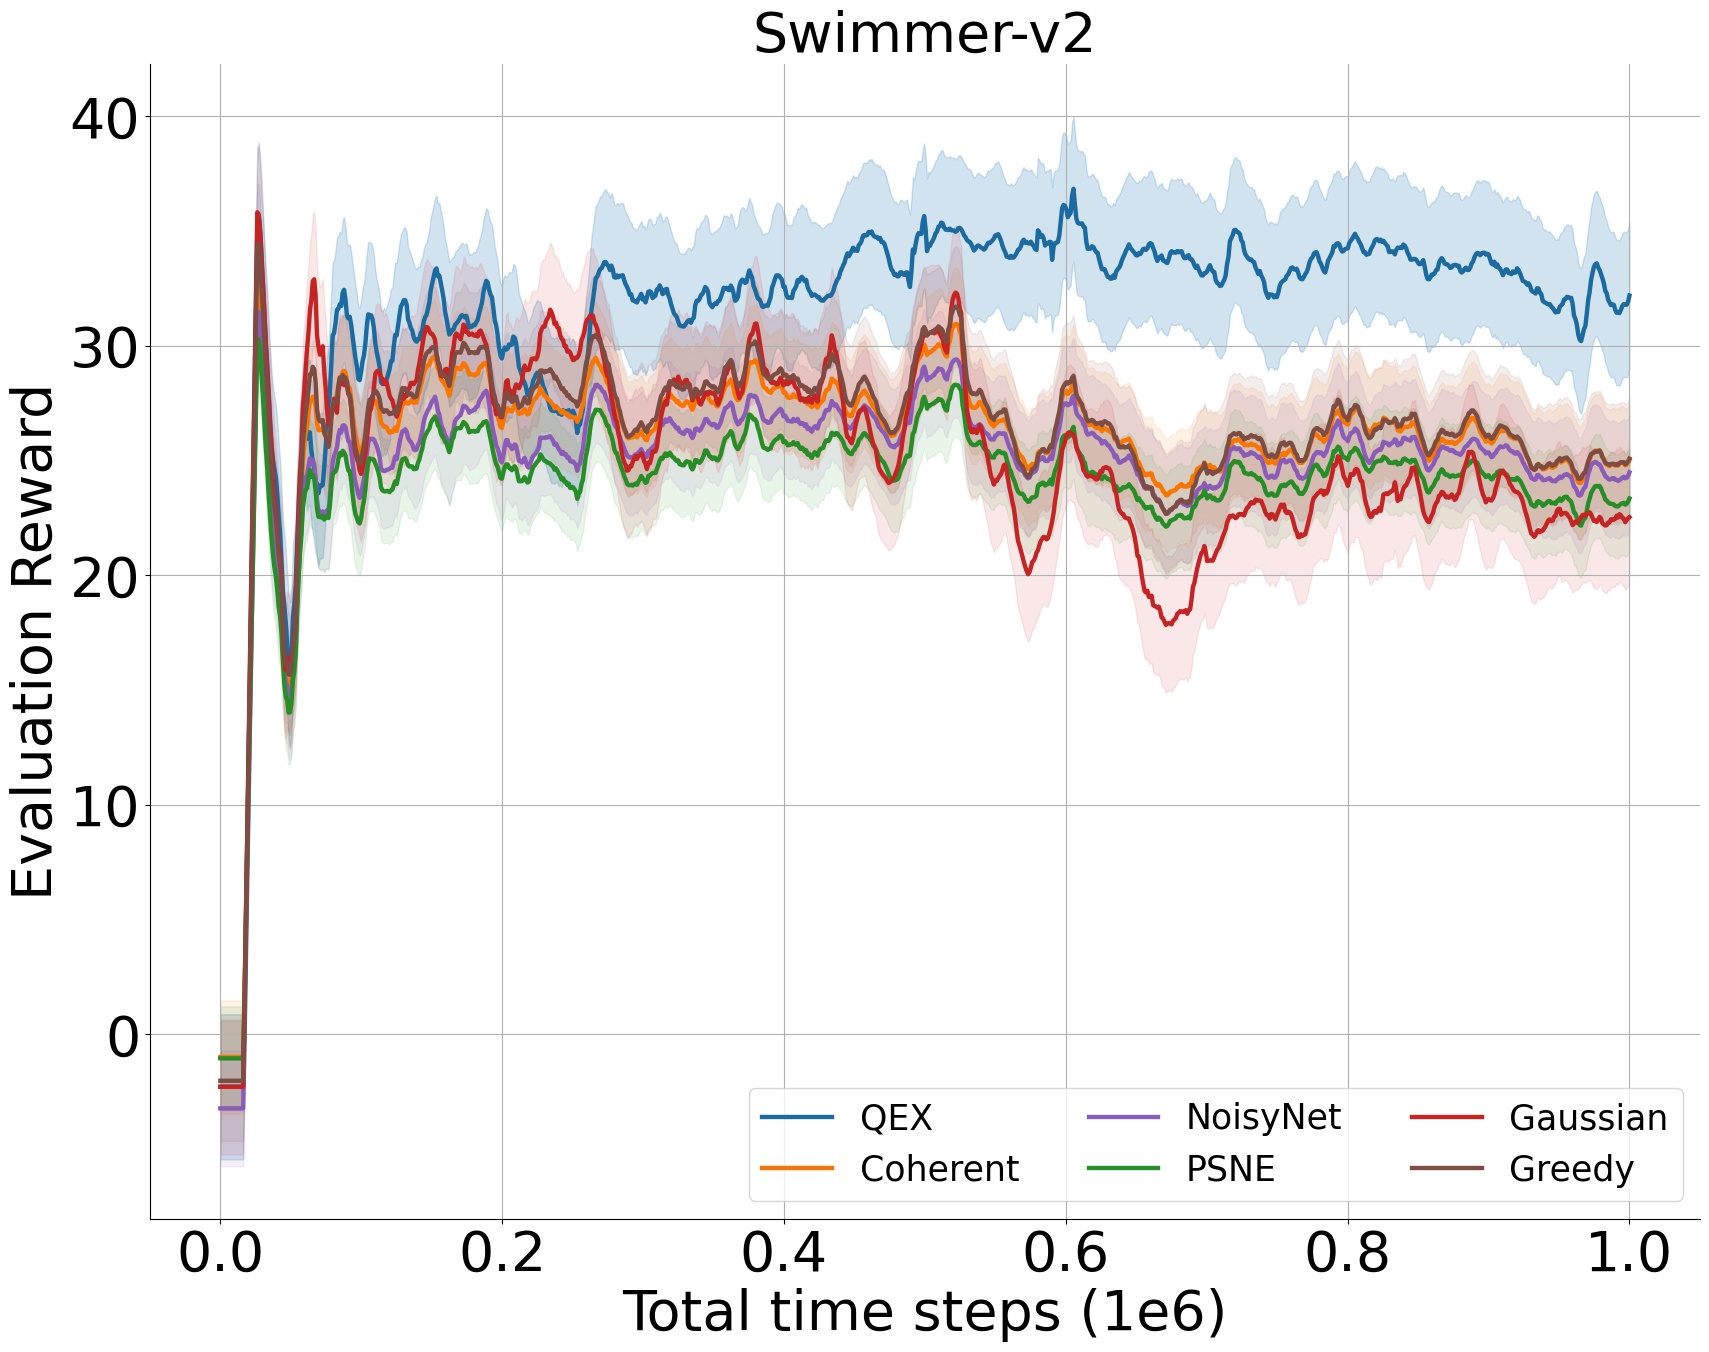 Swimmer-v2
40
30
20
10
0
Evaluation Reward
QEX
NoisyNet
Gaussian
Coherent
PSNE
Greedy
0.0
0.2
0.4
0.6
0.8
1.0
Total time steps (1e6)